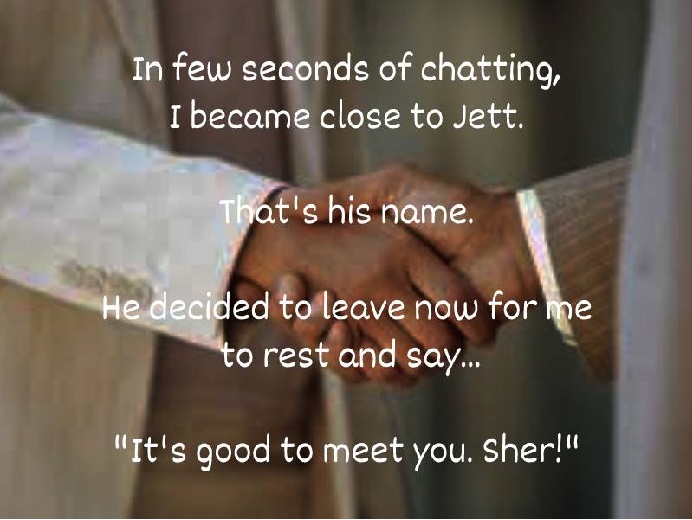 In few seconds of chatting,
I became close to Jett.
That's his name.
He decided to leave now for me
to rest and say...
"It's good to meet you. Sher!"